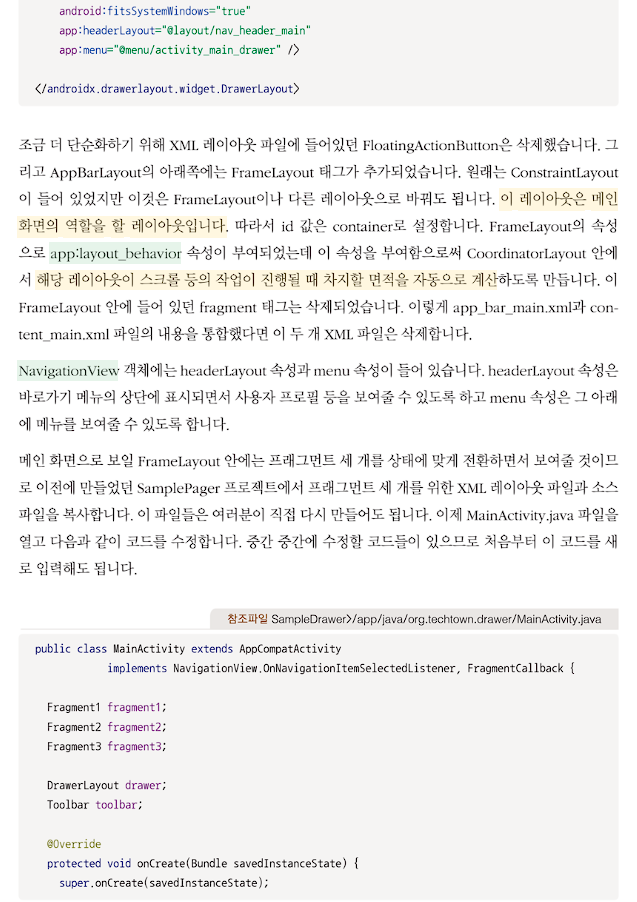 android:fitsSystemWindows="true"
app:headerLayout="@layout/nav_header_main"
app:menu="@menu/activity_main_drawer" />
</androidx.drawerlayout.widget.DrawerLayout>
조금 더 단순화하기 위해 XML 레이아웃 파일에 들어있던 FloatingActionButton은 삭제했습니다. 그
리고 AppBarLayout의 아래쪽에는 FrameLayout 태그가 추가되었습니다. 원래는 ConstraintLayout
이 들어 있었지만 이것은 FrameLayout이나 다른 레이아웃으로 바꿔도 됩니다. 이 레이아웃은 메인
화면의 역할을 할 레이아웃입니다. 따라서 id 값은 container로 설정합니다. FrameLayout의 속성
으로 app:layout_behavior 속성이 부여되었는데 이 속성을 부여함으로써 CoordinatorLayout 안에
서 해당 레이아웃이 스크롤 등의 작업이 진행될 때 차지할 면적을 자동으로 계산하도록 만듭니다. 이
FrameLayout 안에 들어 있던 fragment 태그는 삭제되었습니다. 이렇게 app_bar_main.xml과 con-
tent_main.xml 파일의 내용을 통합했다면 이 두 개 XML 파일은 삭제합니다.
NavigationView 객체에는 headerLayout 속성과 menu 속성이 들어 있습니다. headerLayout 속성은
바로가기 메뉴의 상단에 표시되면서 사용자 프로필 등을 보여줄 수 있도록 하고 menu 속성은 그 아래
에 메뉴를 보여줄 수 있도록 합니다.
메인 화면으로 보일 FrameLayout 안에는 프래그먼트 세 개를 상태에 맞게 전환하면서 보여줄 것이므
로 이전에 만들었던 SamplePager 프로젝트에서 프래그먼트 세 개를 위한 XML 레이아웃 파일과 소스
파일을 복사합니다. 이 파일들은 여러분이 직접 다시 만들어도 됩니다. 이제 MainActivity.java 파일을
열고 다음과 같이 코드를 수정합니다. 중간 중간에 수정할 코드들이 있으므로 처음부터 이 코드를 새
로 입력해도 됩니다.
참조파일 SampleDrawer>/app/java/org.techtown.drawer/MainActivity.java
public class MainActivity extends AppCompatActivity
implements NavigationView.OnNavigationItemSelectedListener, FragmentCallback {
Fragment1 fragment1;
Fragment2 fragment2;
Fragment3 fragment3;
DrawerLayout drawer;
Toolbar toolbar;
@Override
protected void onCreate(Bundle savedInstanceState) {
super.onCreate(savedInstanceState);